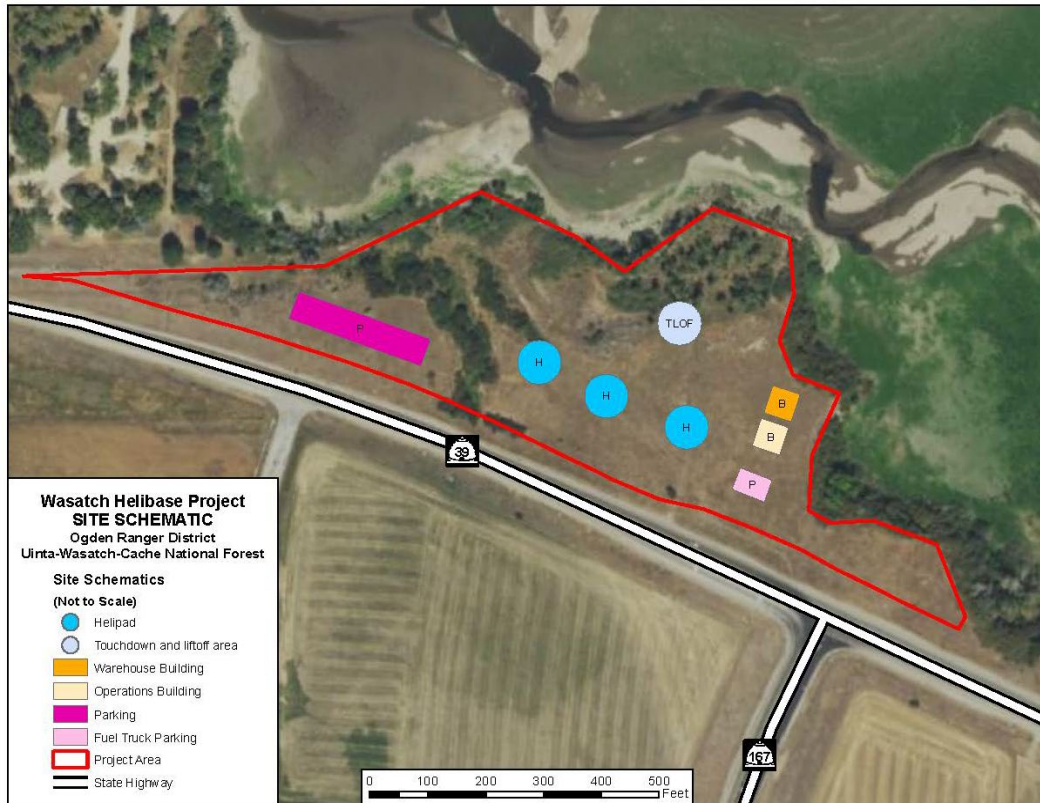 TLOF
P
H
H
H
B
B
P
39
167
Wasatch Helibase Project
SITE SCHEMATIC
Ogden Ranger District
Uinta-Wasatch-Cache National Forest
Site Schematics
(Not to Scale)
Helipad
Touchdown and liftoff area
Warehouse Building
Operations Building
Parking
Fuel Truck Parking
Project Area
State Highway
0 100 200 300 400 500
Feet